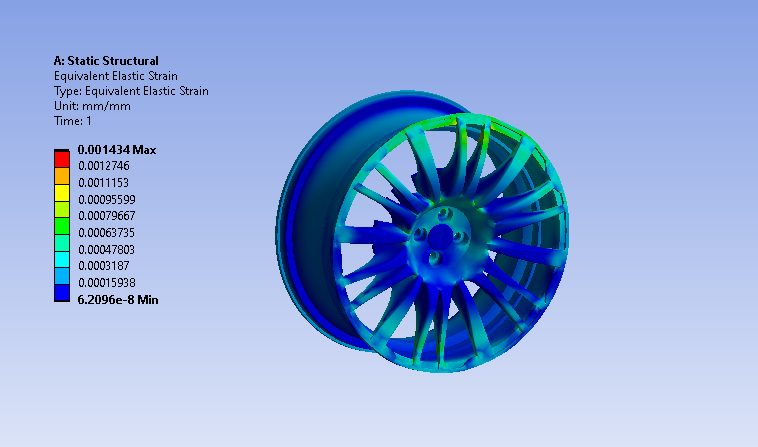 A: Static Structural
Equivalent Elastic Strain
Type: Equivalent Elastic Strain
Unit: mm/mm
Time: 1
0.001434 Max
0.0012746
0.0011153
0.00095599
0.00079667
0.00063735
0.00047803
0.0003187
0.00015938
6.2096e-8 Min